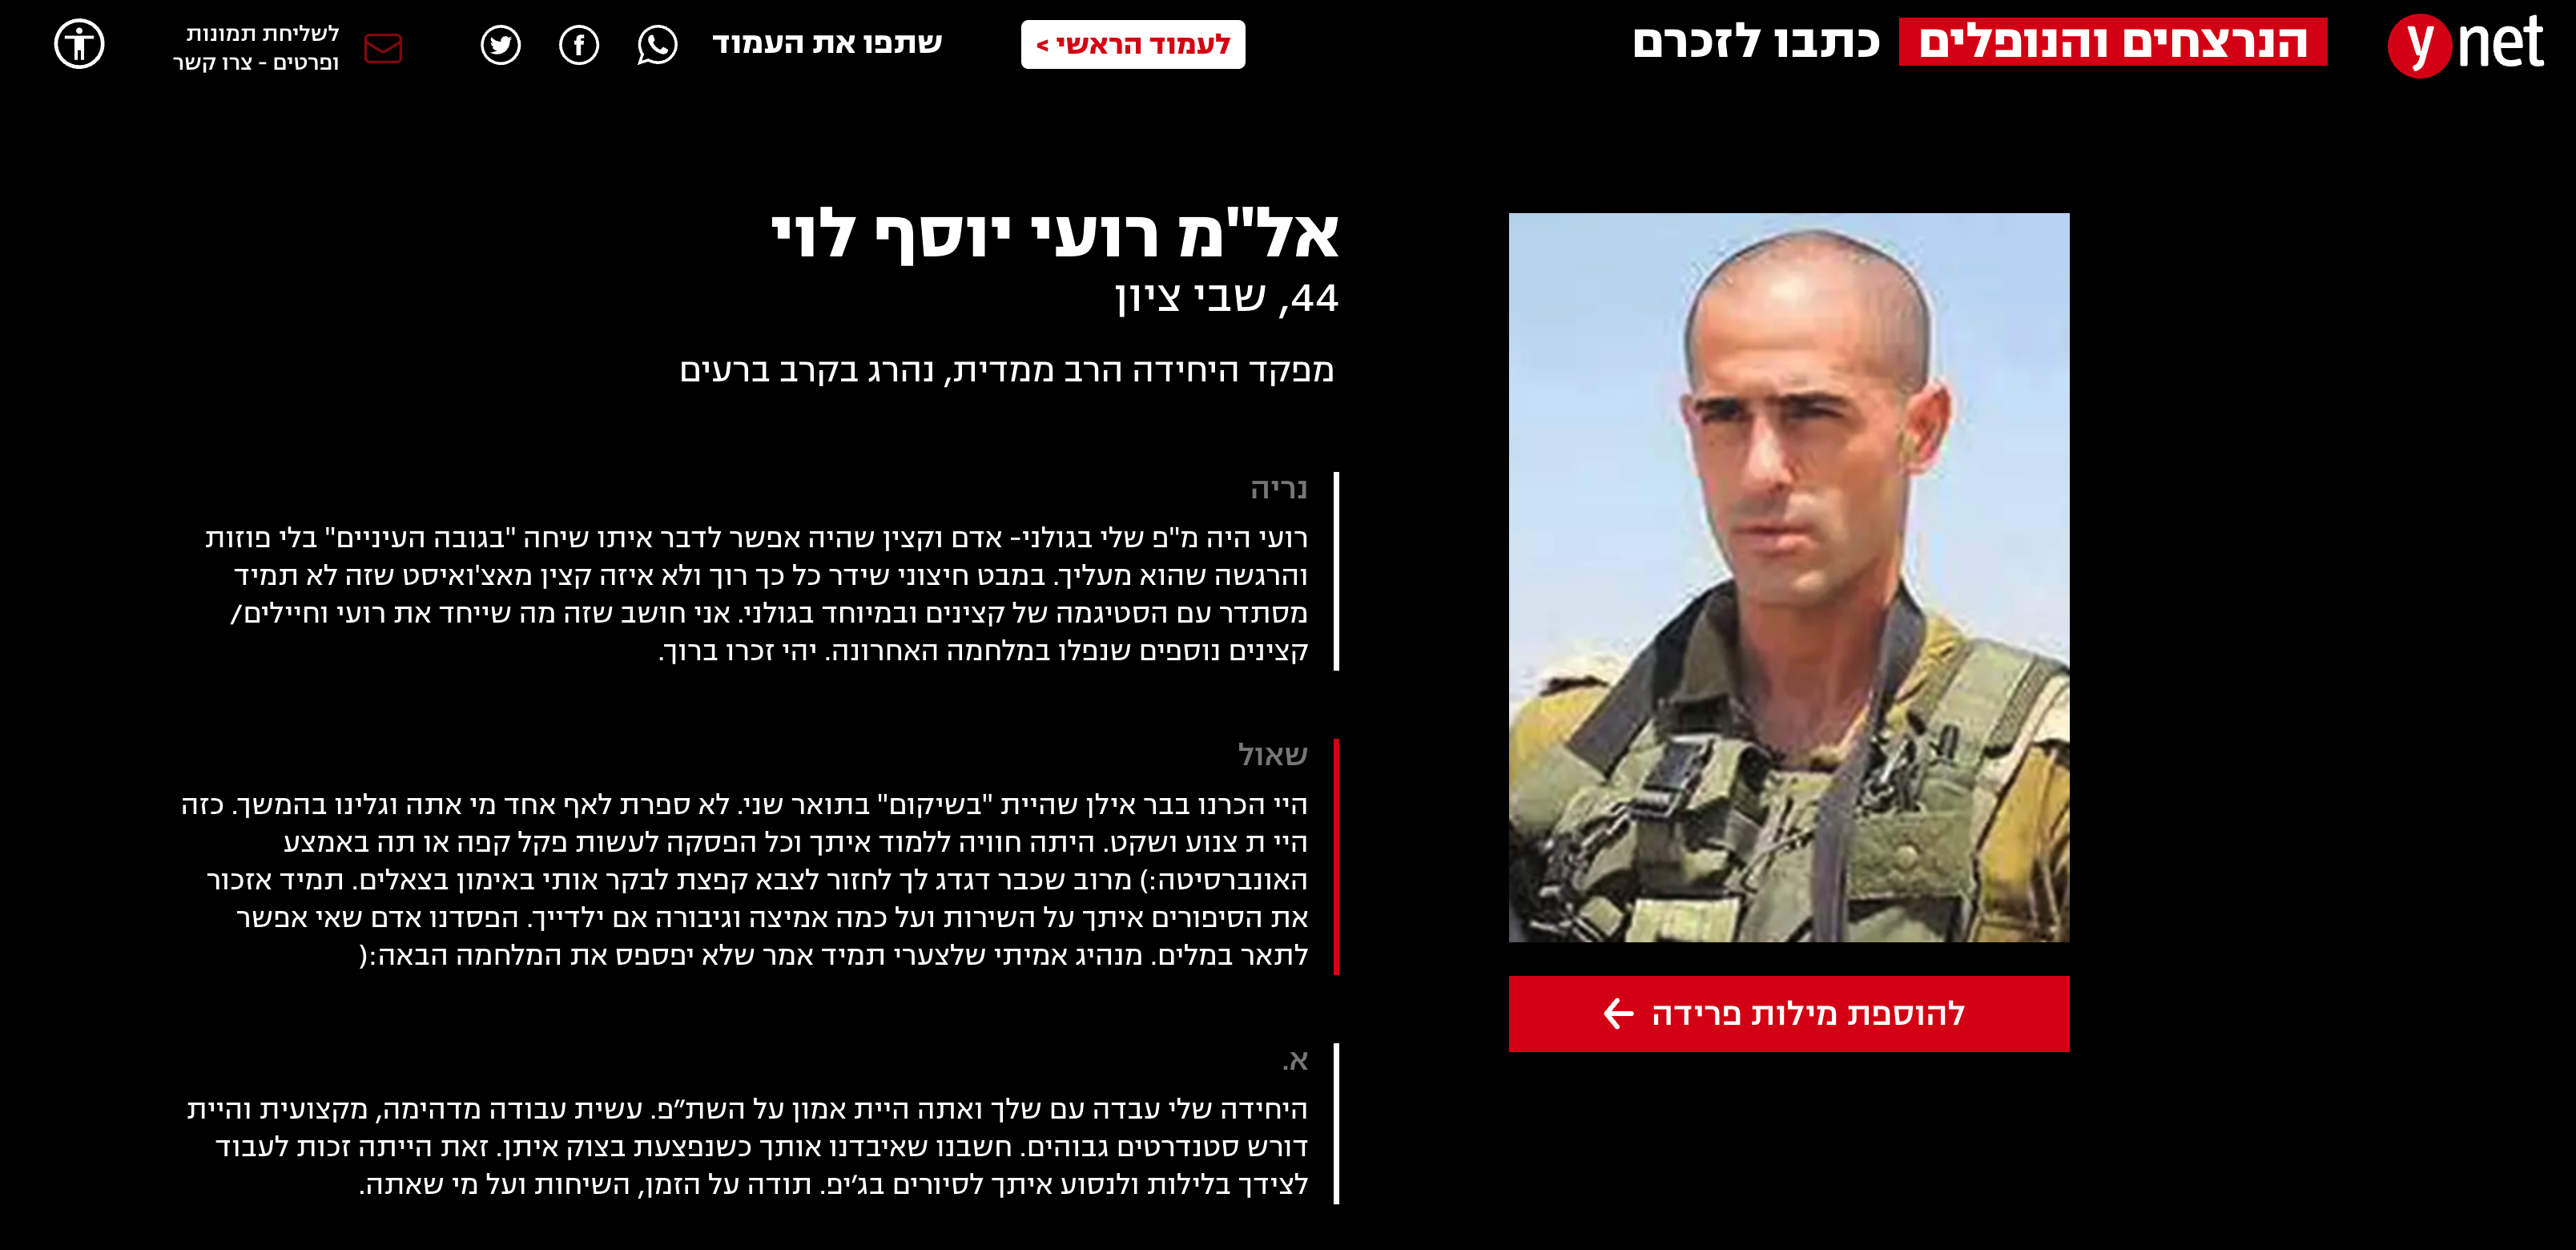 ynet
הנרצחים והנופלים
כתבו לזכרם
לעמוד הראשי >
שתפו את העמוד
לשליחת תמונות
ופרטים - צרו קשר
אל"מ רועי יוסף לוי
44, שבי ציון
מפקד היחידה הרב ממדית, נהרג בקרב ברעים
נריה
רועי היה מ"פ שלי בגולני- אדם וקצין שהיה אפשר לדבר איתו שיחה "בגובה העיניים" בלי פוזות
והרגשה שהוא מעליך. במבט חיצוני שידר כל כך רוך ולא איזה קצין מאצ'ואיסט שזה לא תמיד
מסתדר עם הסטיגמה של קצינים ובמיוחד בגולני. אני חושב שזה מה שייחד את רועי וחיילים/
קצינים נוספים שנפלו במלחמה האחרונה. יהי זכרו ברוך.
שאול
היי הכרנו בבר אילן שהיית "בשיקום" בתואר שני. לא ספרת לאף אחד מי אתה וגלינו בהמשך. כזה
היי ת צנוע ושקט. היתה חוויה ללמוד איתך וכל הפסקה לעשות פקל קפה או תה באמצע
האונברסיטה:) מרוב שכבר דגדג לך לחזור לצבא קפצת לבקר אותי באימון בצאלים. תמיד אזכור
את הסיפורים איתך על השירות ועל כמה אמיצה וגיבורה אם ילדייך. הפסדנו אדם שאי אפשר
לתאר במלים. מנהיג אמיתי שלצערי תמיד אמר שלא יפספס את המלחמה הבאה:(
א.
היחידה שלי עבדה עם שלך ואתה היית אמון על השת״פ. עשית עבודה מדהימה, מקצועית והיית
דורש סטנדרטים גבוהים. חשבנו שאיבדנו אותך כשנפצעת בצוק איתן. זאת הייתה זכות לעבוד
לצידך בלילות ולנסוע איתך לסיורים בג׳יפ. תודה על הזמן, השיחות ועל מי שאתה.
להוספת מילות פרידה